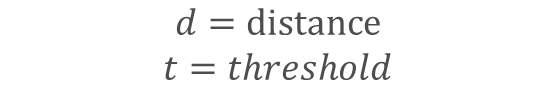 d = distance
t = threshold